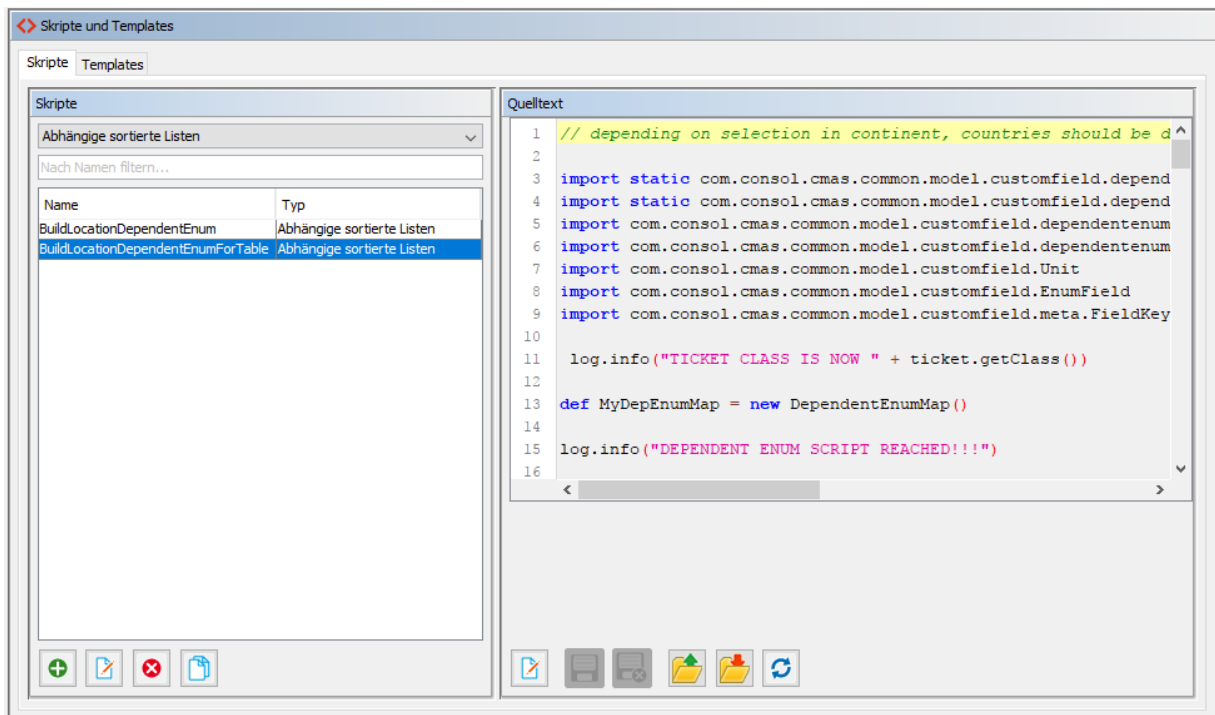 Skripte und Templates
Skripte Templates
Skripte
Abhängige sortierte Listen
Nach Namen filtern...
Name Typ
BuildLocationDependentEnum Abhängige sortierte Listen
BuildLocationDependentEnumForTable Abhängige sortierte Listen
Quelltext
1 // depending on selection in continent, countries should be d
2
3 import static com.consol.cmas.common.model.customfield.depend
4 import static com.consol.cmas.common.model.customfield.depend
5 import com.consol.cmas.common.model.customfield.dependentenum
6 import com.consol.cmas.common.model.customfield.dependentenum
7 import com.consol.cmas.common.model.customfield.Unit
8 import com.consol.cmas.common.model.customfield.EnumField
9 import com.consol.cmas.common.model.customfield.meta.FieldKey
10
11 log.info("TICKET CLASS IS NOW " + ticket.getClass())
12
13 def MyDepEnumMap = new DependentEnumMap()
14
15 log.info("DEPENDENT ENUM SCRIPT REACHED!!!")
16